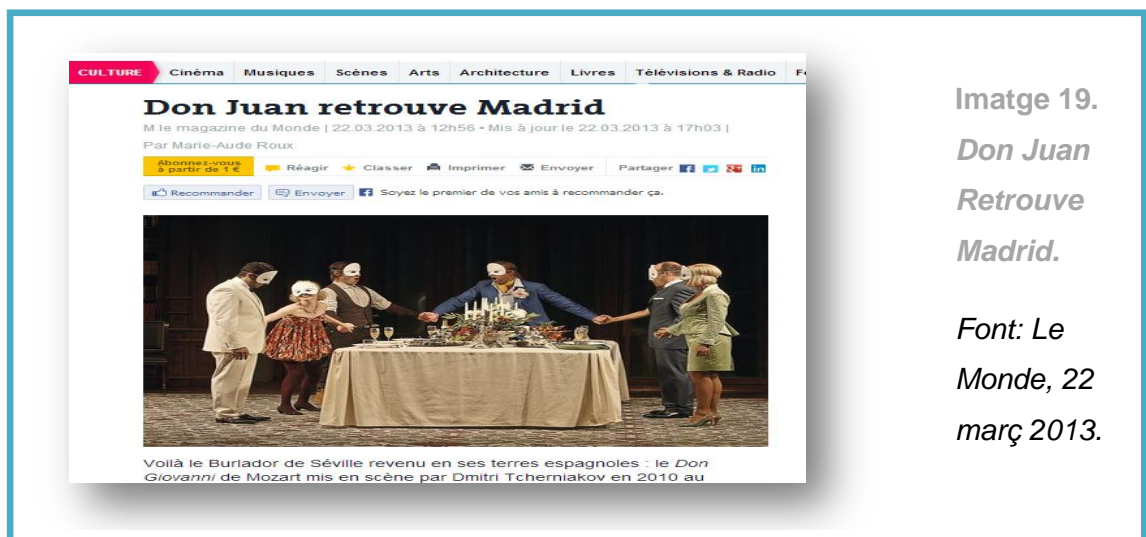 CULTURE Cinéma Musiques Scènes Arts Architecture Livres Télévisions & Radio
Don Juan retrouve Madrid
M le magazine du Monde | 22.03.2013 à 12h56 • Mis à jour le 22.03.2013 à 17h03 |
Par Marie-Aude Roux
Abonnez-vous
à partir de 1 €
Réagir Classer Imprimer Envoyer Partager
Recommander Envoyer Soyez le premier de vos amis à recommander ça.
Voilà le Burlador de Séville revenu en ses terres espagnoles : le Don
Giovanni de Mozart mis en scène par Dmitri Tcherniakov en 2010 au
Imatge 19.
Don Juan
Retrouve
Madrid.
Font: Le
Monde, 22
març 2013.